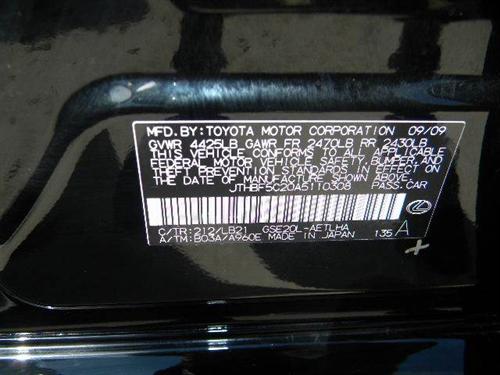 MFD. BY: TOYOTA MOTOR CORPORATION 09/09
GVWR 4425LB GAWR FR 2470LB RR 2430LB
THIS VEHICLE CONFORMS TO ALL APPLICABLE
FEDERAL MOTOR VEHICLE SAFETY, BUMPER, AND
THEFT PREVENTION STANDARDS IN EFFECT ON
THE DATE OF MANUFACTURE SHOWN ABOVE.
JTHBF5C20A5110308 PASS. CAR
C/TR: 212/LB21 GSE20L-AETLHA
A/TM: B03A/A960E MADE IN JAPAN 135 A